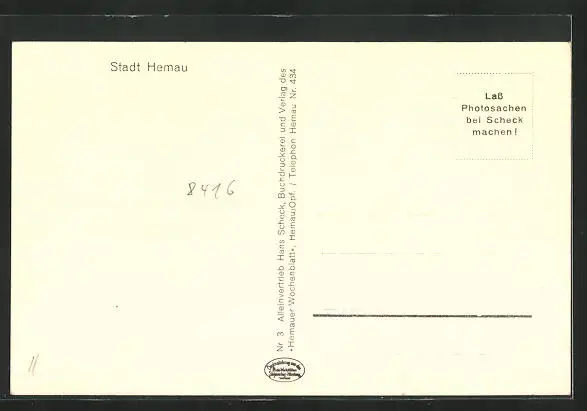 Stadt Hemau
8416
Nr 3 Alleinvertrieb Hans Scheck, Buchdruckerei und Verlag des
»Hemauer Wochenblatt«, Hemau/Opf. / Telephon Hemau Nr. 434
Laß
Photosachen
bei Scheck
machen!